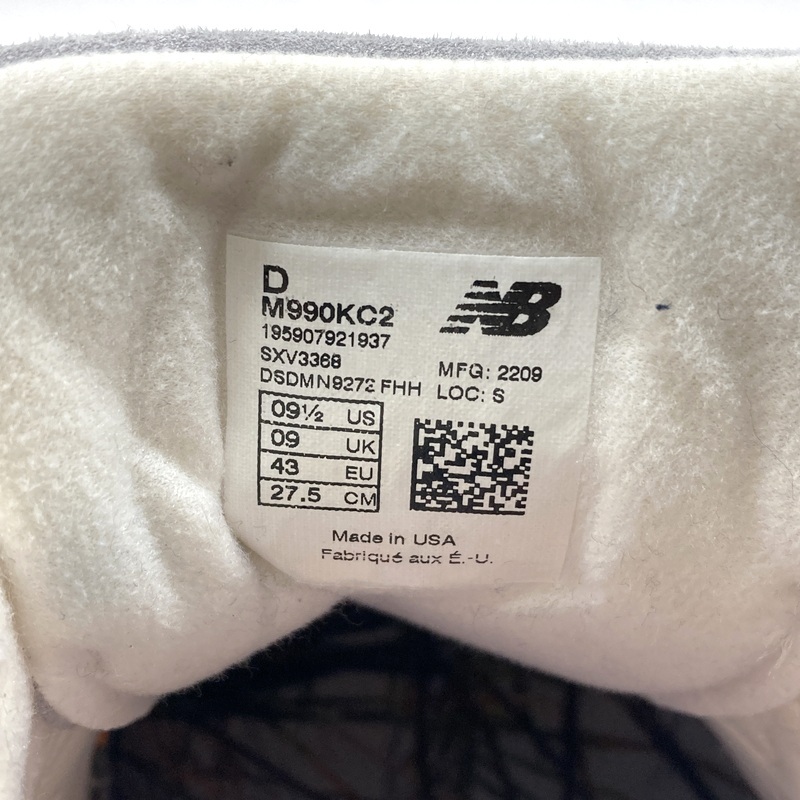 D
M990KC2
195907921937
SXV3368
DSDMN9272 FHH
NB
MFG: 2209
LOC: S
09½ US
09 UK
43 EU
27.5 CM
Made in USA
Fabriqué aux É.-U.